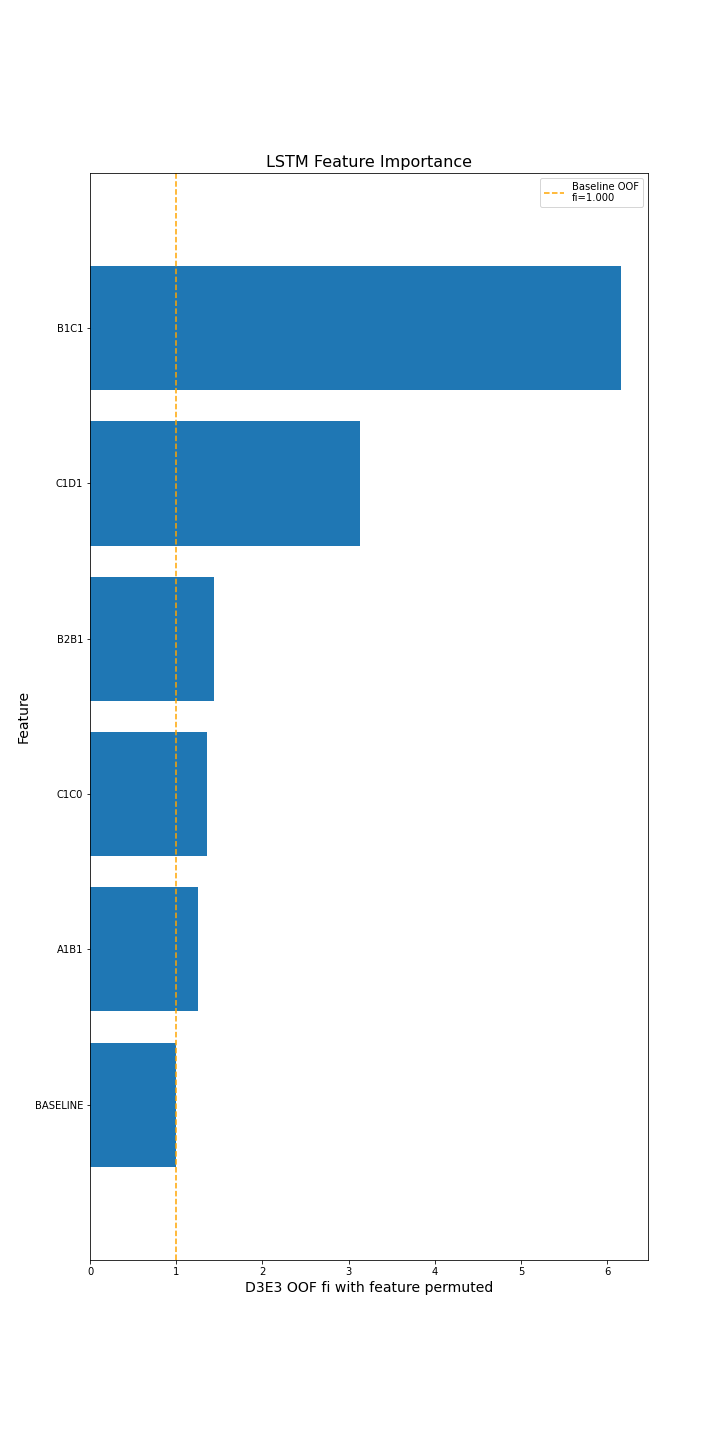 LSTM Feature Importance
Baseline OOF
fi=1.000
B1C1
C1D1
B2B1
C1C0
A1B1
BASELINE
Feature
0 1 2 3 4 5 6
D3E3 OOF fi with feature permuted